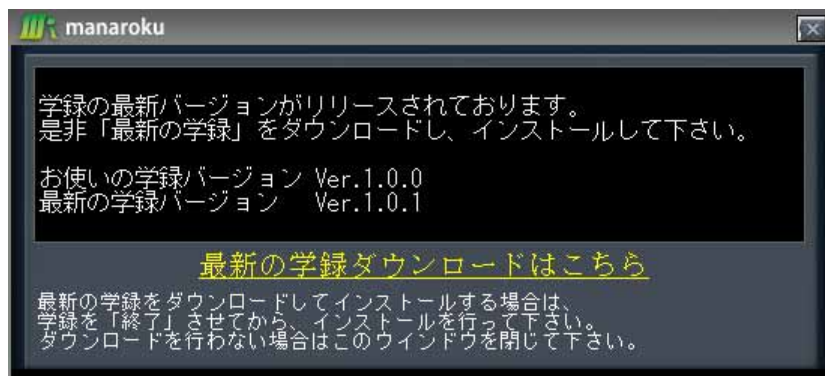 manaroku
学録の最新バージョンがリリースされております。
是非「最新の学録」をダウンロードし、インストールして下さい。
お使いの学録バージョン Ver.1.0.0
最新の学録バージョン Ver.1.0.1
最新の学録ダウンロードはこちら
最新の学録をダウンロードしてインストールする場合は、
学録を「終了」させてから、インストールを行って下さい。
ダウンロードを行わない場合はこのウインドウを閉じて下さい。